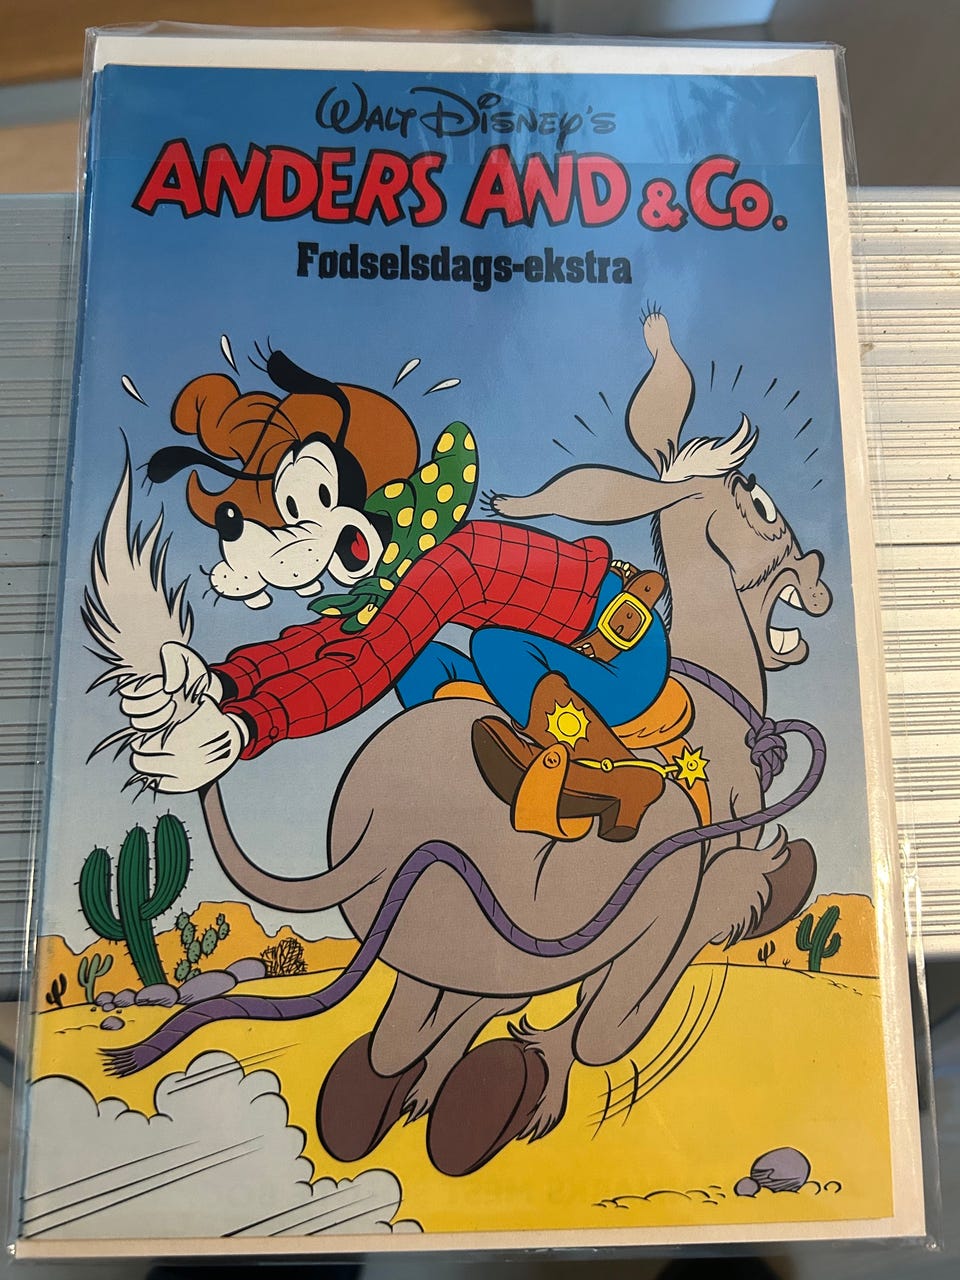 WALT DISNEY'S
ANDERS AND & Co.
Fødselsdags-ekstra